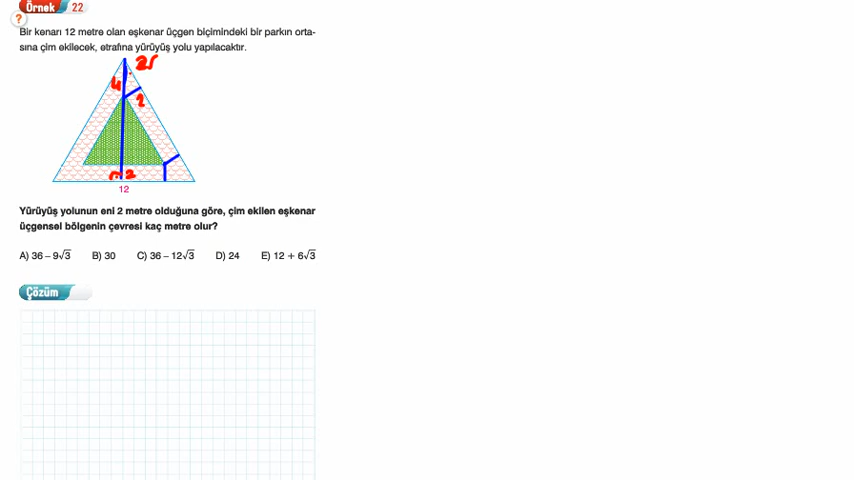 Örnek 22
?
Bir kenarı 12 metre olan eşkenar üçgen biçimindeki bir parkın orta-
sına çim ekilecek, etrafına yürüyüş yolu yapılacaktır.
4
2
2
12
Yürüyüş yolunun eni 2 metre olduğuna göre, çim ekilen eşkenar
üçgensel bölgenin çevresi kaç metre olur?
A) 36 – 9√3 B) 30 C) 36 – 12√3 D) 24 E) 12 + 6√3
Çözüm